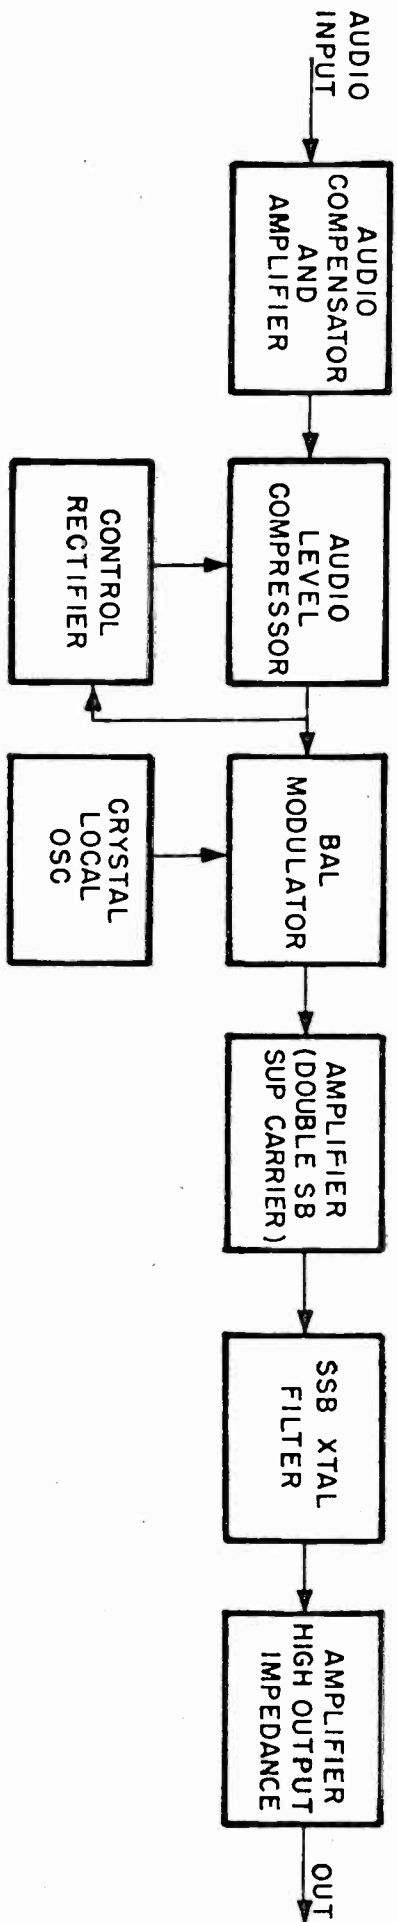 AUDIO
INPUT
AUDIO
COMPENSATOR
AND
AMPLIFIER
AUDIO
LEVEL
COMPRESSOR
CONTROL
RECTIFIER
BAL
MODULATOR
CRYSTAL
LOCAL
OSC
AMPLIFIER
(DOUBLE SB
SUP CARRIER)
SSB XTAL
FILTER
AMPLIFIER
HIGH OUTPUT
IMPEDANCE
OUT